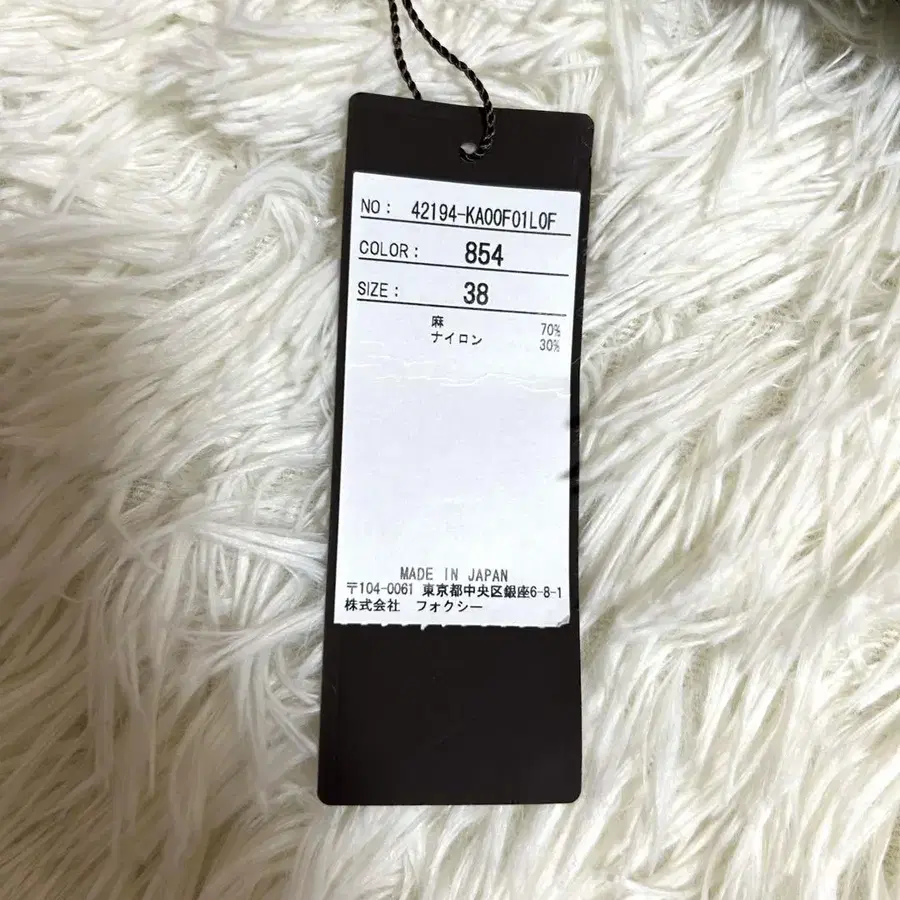 NO: 42194-KA00F01L0F
COLOR: 854
SIZE: 38
麻 70%
ナイロン 30%
MADE IN JAPAN
〒104-0061 東京都中央区銀座6-8-1
株式会社 フォクシー